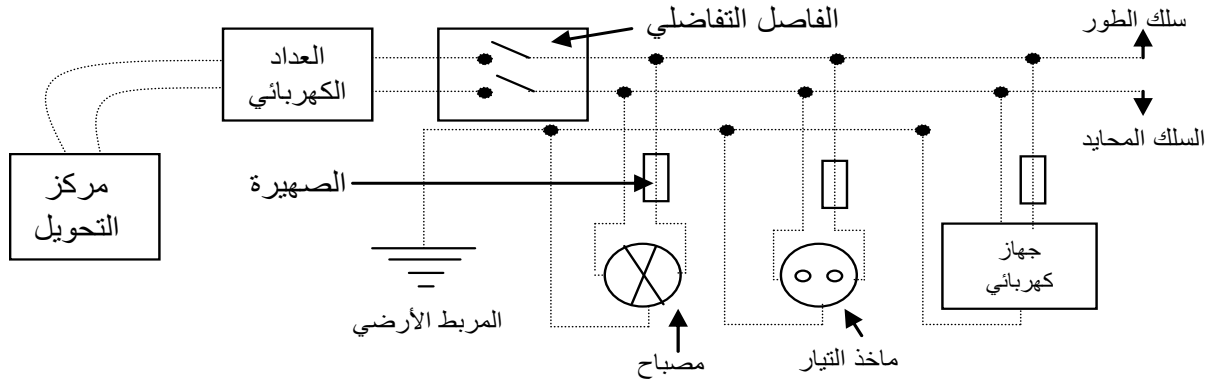 الفاصل التفاضلي
سلك الطور
العداد
الكهربائي
السلك المحايد
مركز
التحويل
الصهيرة
جهاز
كهربائي
المربط الأرضي
ماخذ التيار
مصباح